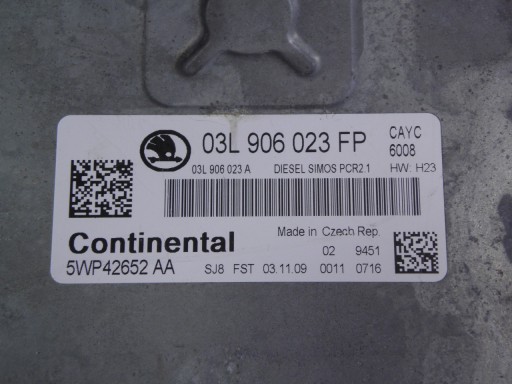 03L 906 023 FP CAYC
6008
03L 906 023 A DIESEL SIMOS PCR2.1 HW: H23
Continental Made in Czech Rep.
02 9451
5WP42652 AA SJ8 FST 03.11.09 0011 0716